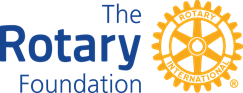 The
Rotary
Foundation
ROTARY
INTERNATIONAL
®